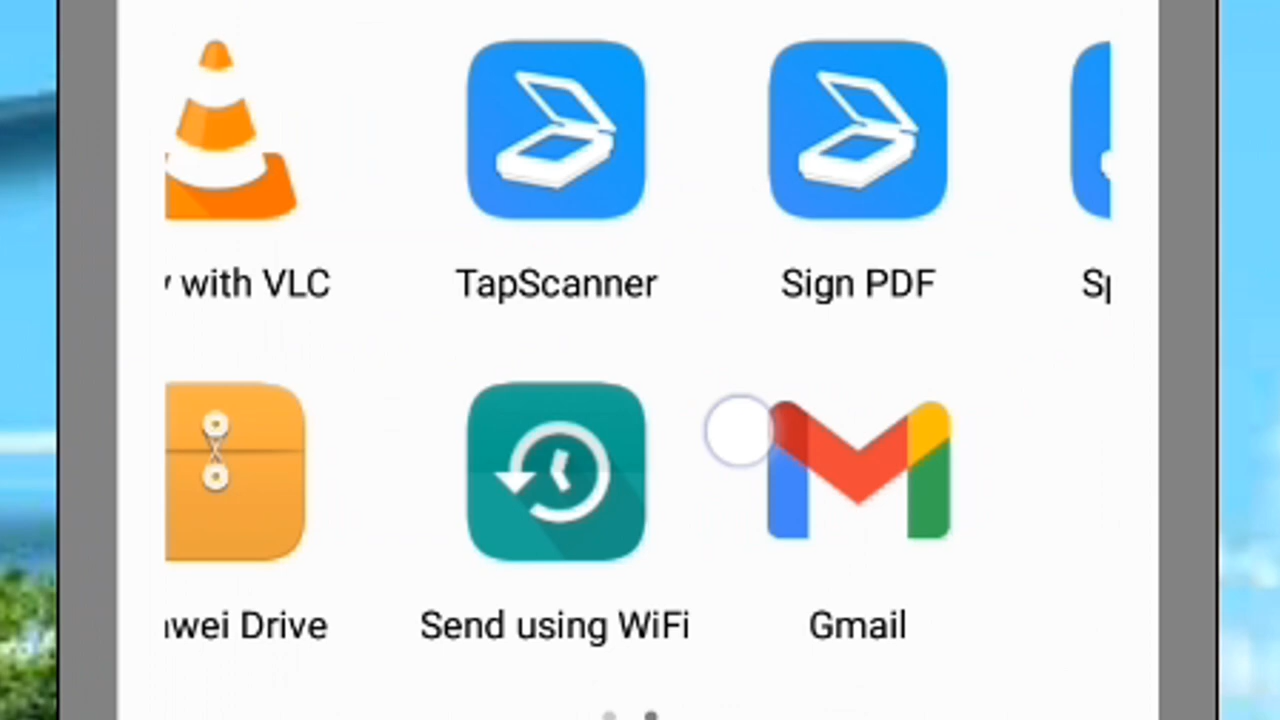 with VLC
TapScanner
Sign PDF
wei Drive
Send using WiFi
Gmail